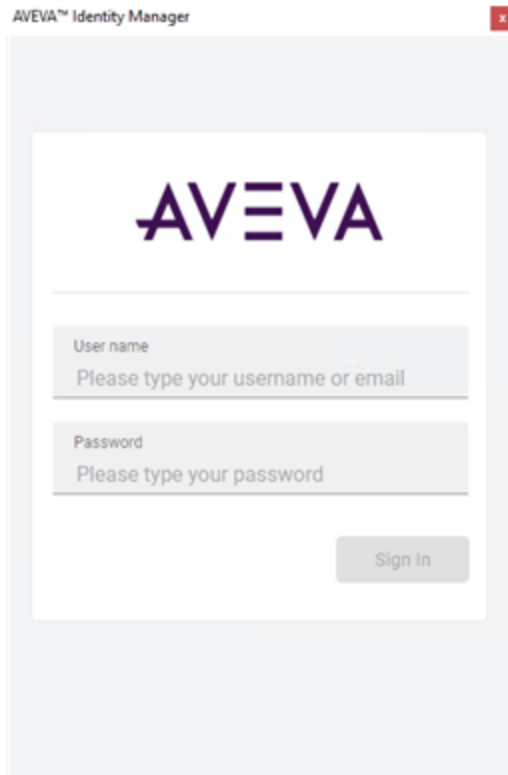 AVEVA™ Identity Manager
x
AVEVA
User name
Please type your username or email
Password
Please type your password
Sign In